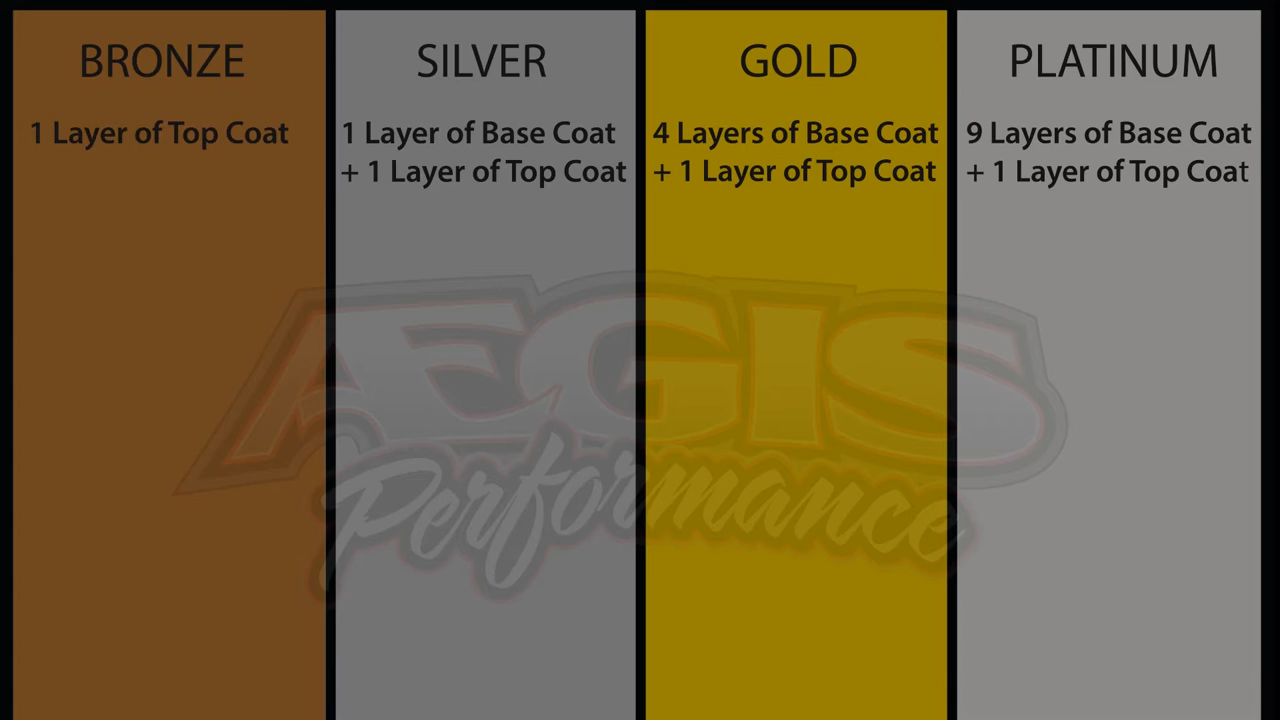 BRONZE
1 Layer of Top Coat
SILVER
1 Layer of Base Coat
+ 1 Layer of Top Coat
GOLD
4 Layers of Base Coat
+ 1 Layer of Top Coat
PLATINUM
9 Layers of Base Coat
+ 1 Layer of Top Coat
ÆGIS
Performance